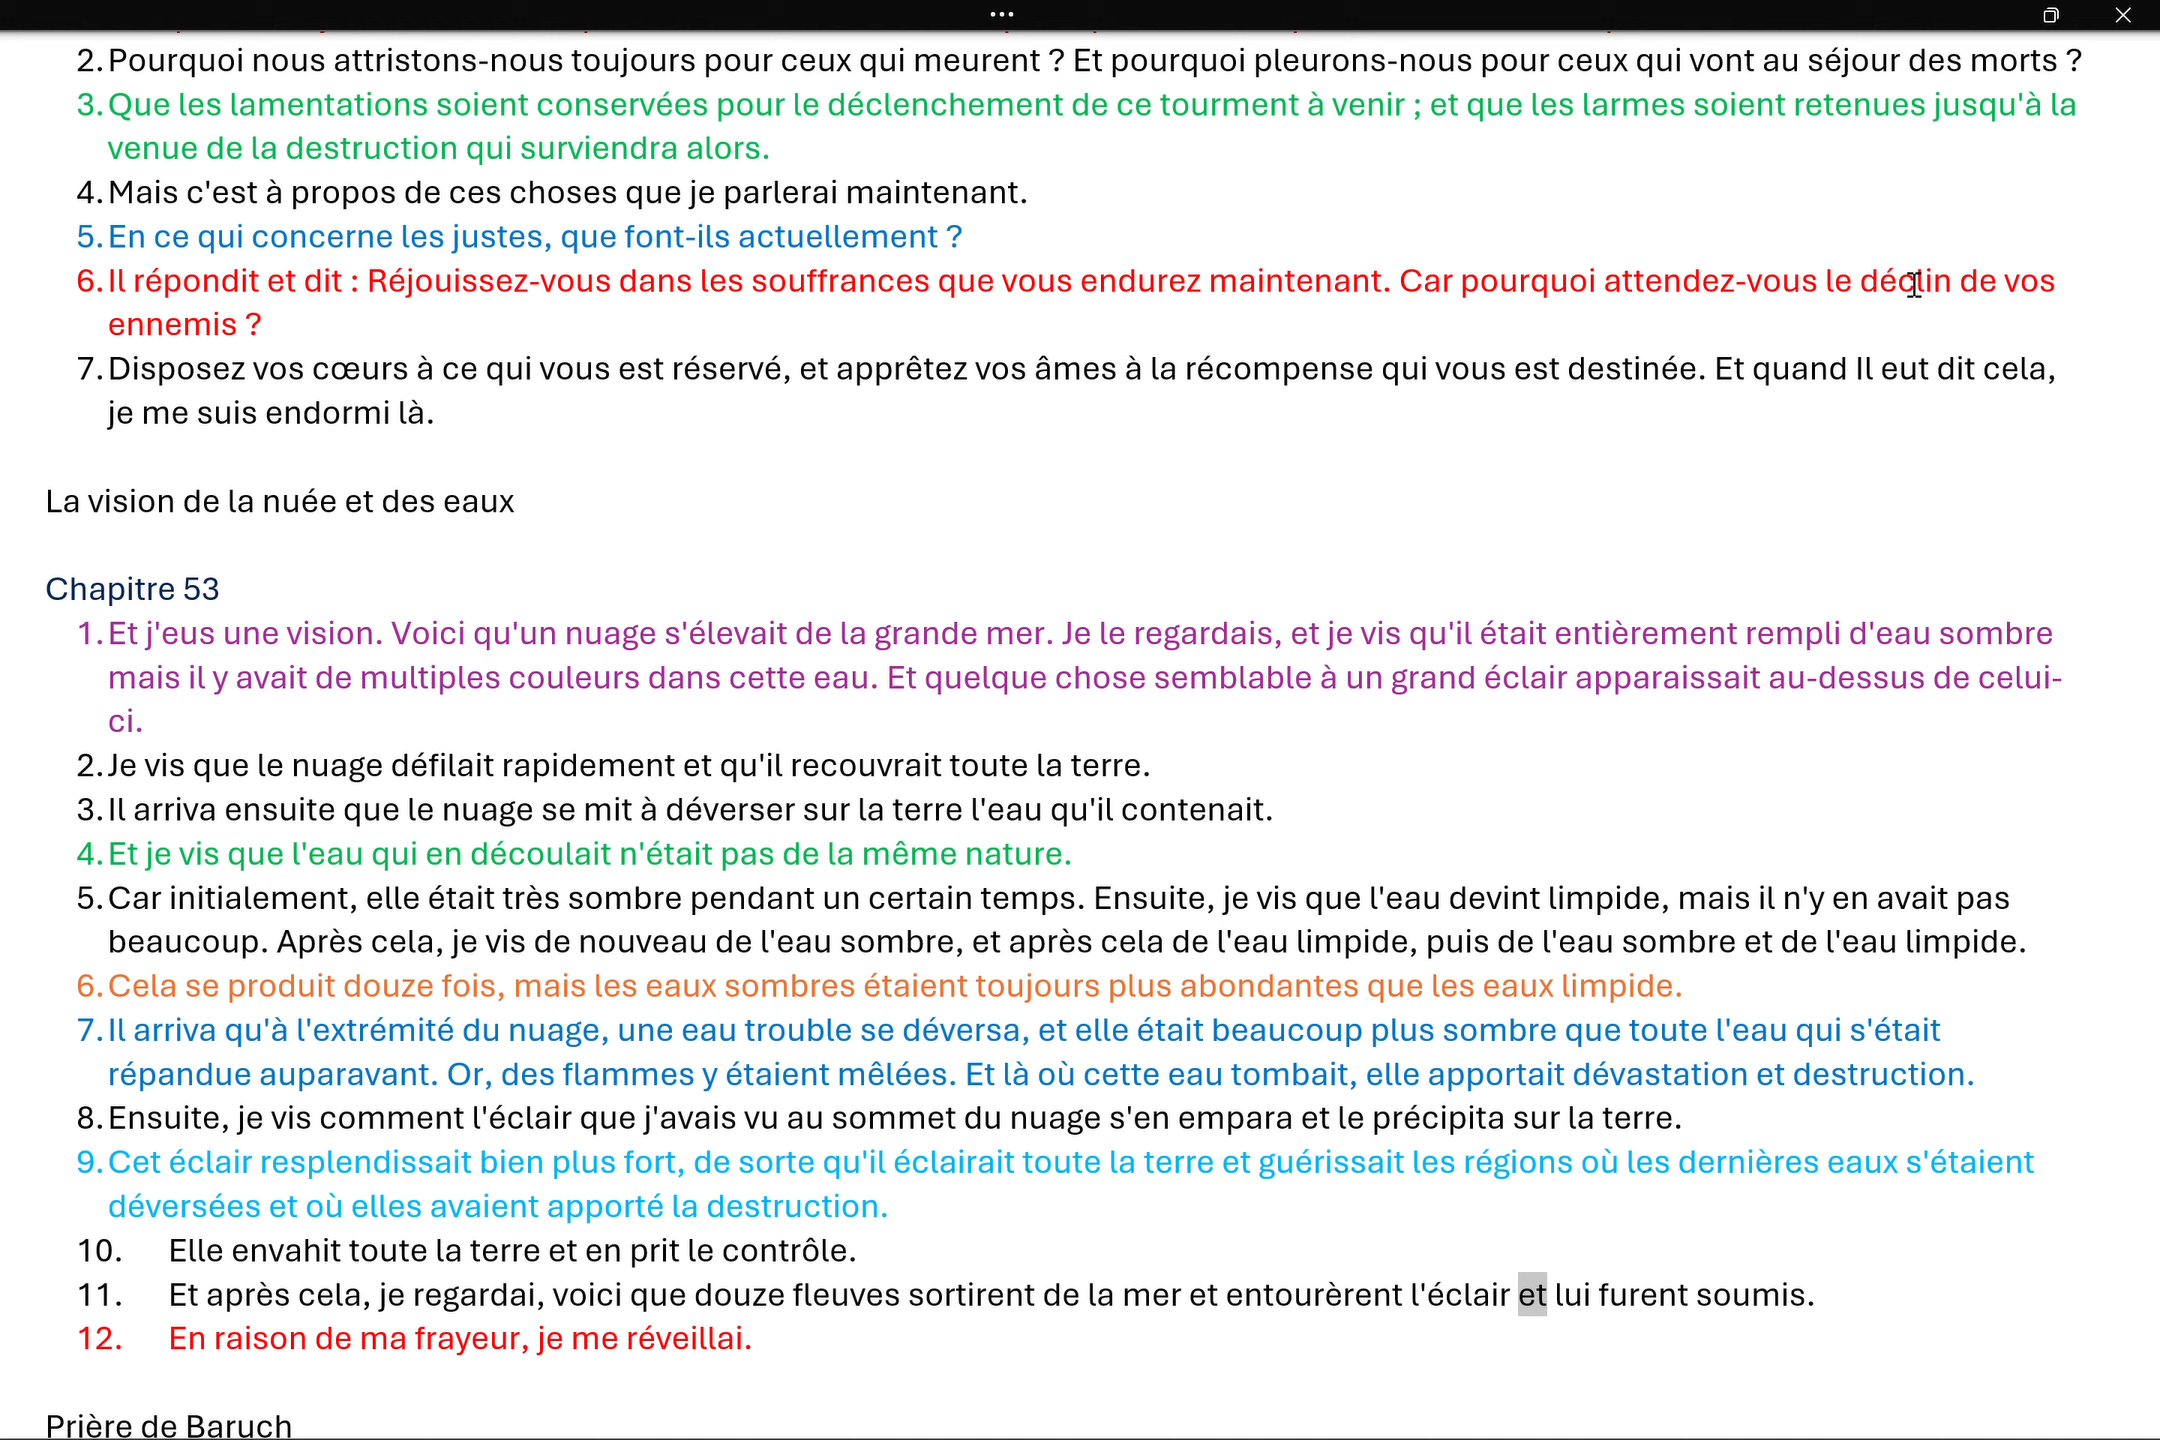 2. Pourquoi nous attristons-nous toujours pour ceux qui meurent ? Et pourquoi pleurons-nous pour ceux qui vont au séjour des morts ?
3. Que les lamentations soient conservées pour le déclenchement de ce tourment à venir ; et que les larmes soient retenues jusqu'à la
venue de la destruction qui surviendra alors.
4. Mais c'est à propos de ces choses que je parlerai maintenant.
5. En ce qui concerne les justes, que font-ils actuellement ?
6. Il répondit et dit : Réjouissez-vous dans les souffrances que vous endurez maintenant. Car pourquoi attendez-vous le déclin de vos
ennemis ?
7. Disposez vos cœurs à ce qui vous est réservé, et apprêtez vos âmes à la récompense qui vous est destinée. Et quand Il eut dit cela,
je me suis endormi là.
La vision de la nuée et des eaux
Chapitre 53
1. Et j'eus une vision. Voici qu'un nuage s'élevait de la grande mer. Je le regardais, et je vis qu'il était entièrement rempli d'eau sombre
mais il y avait de multiples couleurs dans cette eau. Et quelque chose semblable à un grand éclair apparaissait au-dessus de celui-
ci.
2. Je vis que le nuage défilait rapidement et qu'il recouvrait toute la terre.
3. Il arriva ensuite que le nuage se mit à déverser sur la terre l'eau qu'il contenait.
4. Et je vis que l'eau qui en découlait n'était pas de la même nature.
5. Car initialement, elle était très sombre pendant un certain temps. Ensuite, je vis que l'eau devint limpide, mais il n'y en avait pas
beaucoup. Après cela, je vis de nouveau de l'eau sombre, et après cela de l'eau limpide, puis de l'eau sombre et de l'eau limpide.
6. Cela se produit douze fois, mais les eaux sombres étaient toujours plus abondantes que les eaux limpide.
7. Il arriva qu'à l'extrémité du nuage, une eau trouble se déversa, et elle était beaucoup plus sombre que toute l'eau qui s'était
répandue auparavant. Or, des flammes y étaient mêlées. Et là où cette eau tombait, elle apportait dévastation et destruction.
8. Ensuite, je vis comment l'éclair que j'avais vu au sommet du nuage s'en empara et le précipita sur la terre.
9. Cet éclair resplendissait bien plus fort, de sorte qu'il éclairait toute la terre et guérissait les régions où les dernières eaux s'étaient
déversées et où elles avaient apporté la destruction.
10. Elle envahit toute la terre et en prit le contrôle.
11. Et après cela, je regardai, voici que douze fleuves sortirent de la mer et entourèrent l'éclair et lui furent soumis.
12. En raison de ma frayeur, je me réveillai.
Prière de Baruch